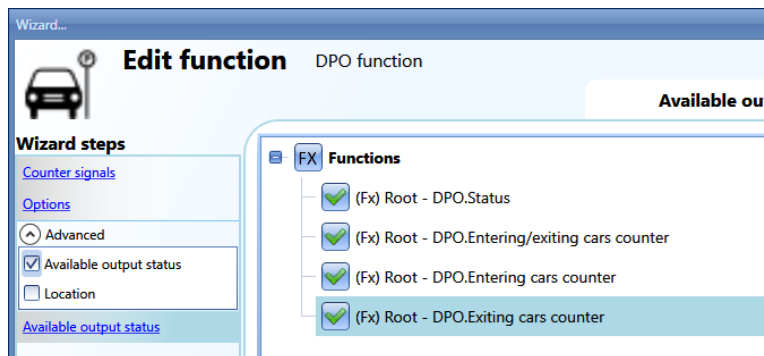 Wizard...
Edit function DPO function
Available ou
Wizard steps
Counter signals
Options
Advanced
Available output status
Location
Available output status
FX Functions
(Fx) Root - DPO.Status
(Fx) Root - DPO.Entering/exiting cars counter
(Fx) Root - DPO.Entering cars counter
(Fx) Root - DPO.Exiting cars counter